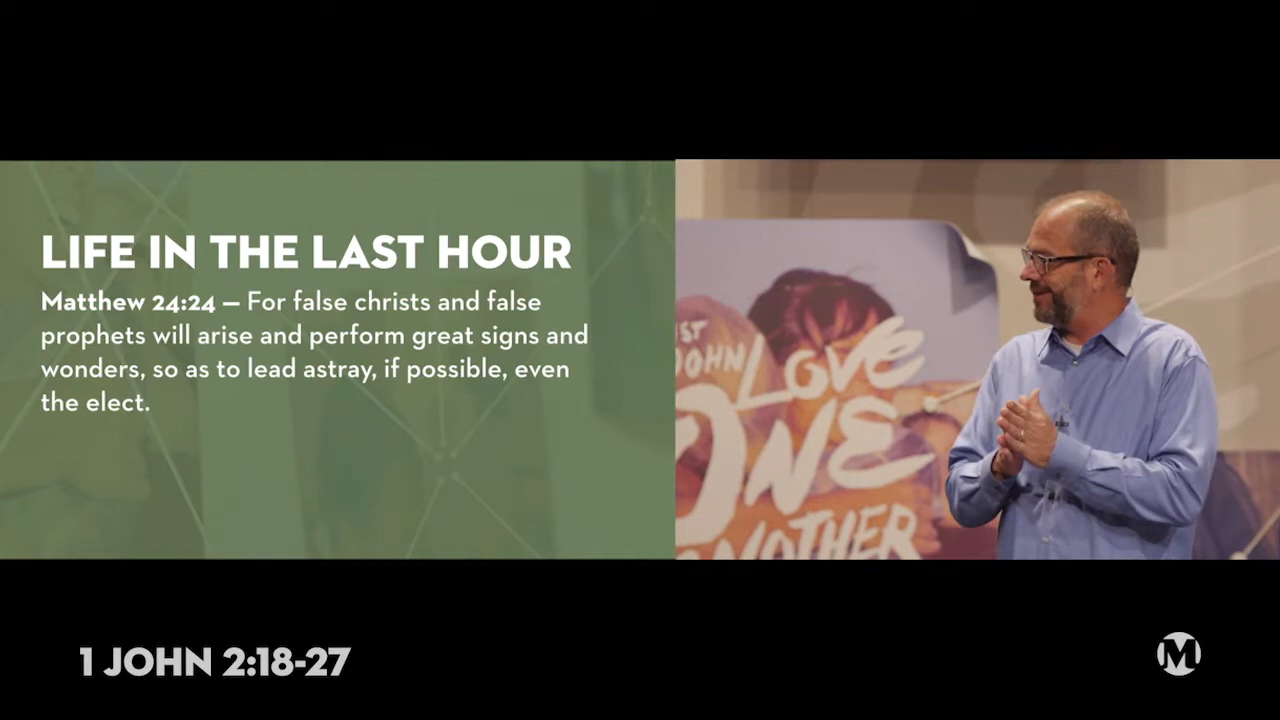 LIFE IN THE LAST HOUR
Matthew 24:24 – For false christs and false
prophets will arise and perform great signs and
wonders, so as to lead astray, if possible, even
the elect.
1ST
JOHN
LOVE
ONE
ANOTHER
1 JOHN 2:18-27
M